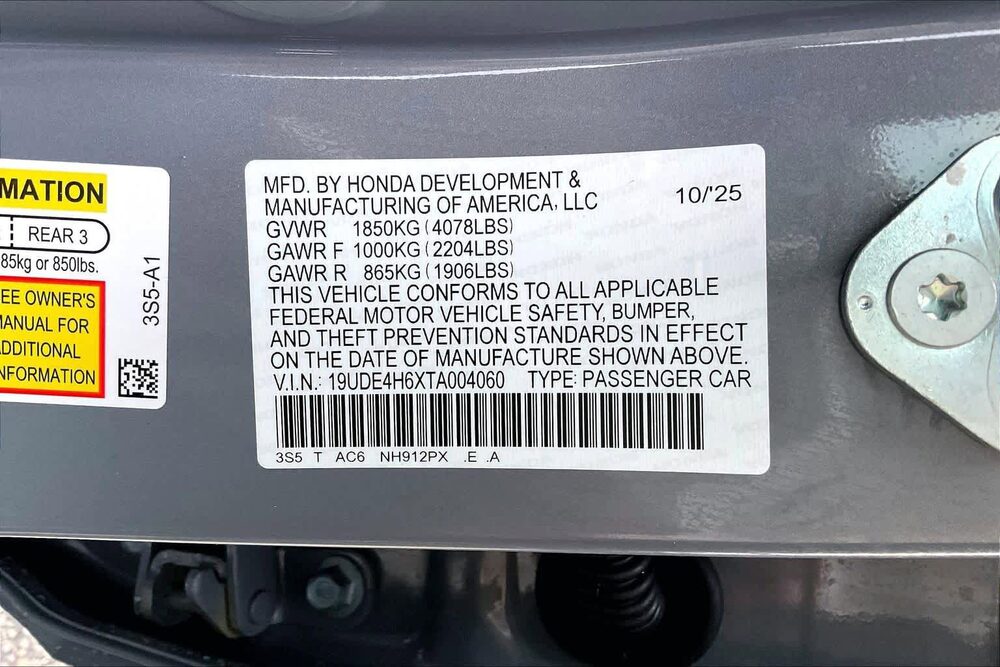 MATION
REAR 3
85kg or 850lbs.
EE OWNER'S
ANUAL FOR
ADDITIONAL
NFORMATION
3S5-A1
MFD. BY HONDA DEVELOPMENT &
MANUFACTURING OF AMERICA, LLC
10/'25
GVWR 1850KG (4078LBS)
GAWR F 1000KG (2204LBS)
GAWR R 865KG (1906LBS)
THIS VEHICLE CONFORMS TO ALL APPLICABLE
FEDERAL MOTOR VEHICLE SAFETY, BUMPER,
AND THEFT PREVENTION STANDARDS IN EFFECT
ON THE DATE OF MANUFACTURE SHOWN ABOVE.
V.I.N.: 19UDE4H6XTA004060 TYPE: PASSENGER CAR
3S5 T AC6 NH912PX .E .A